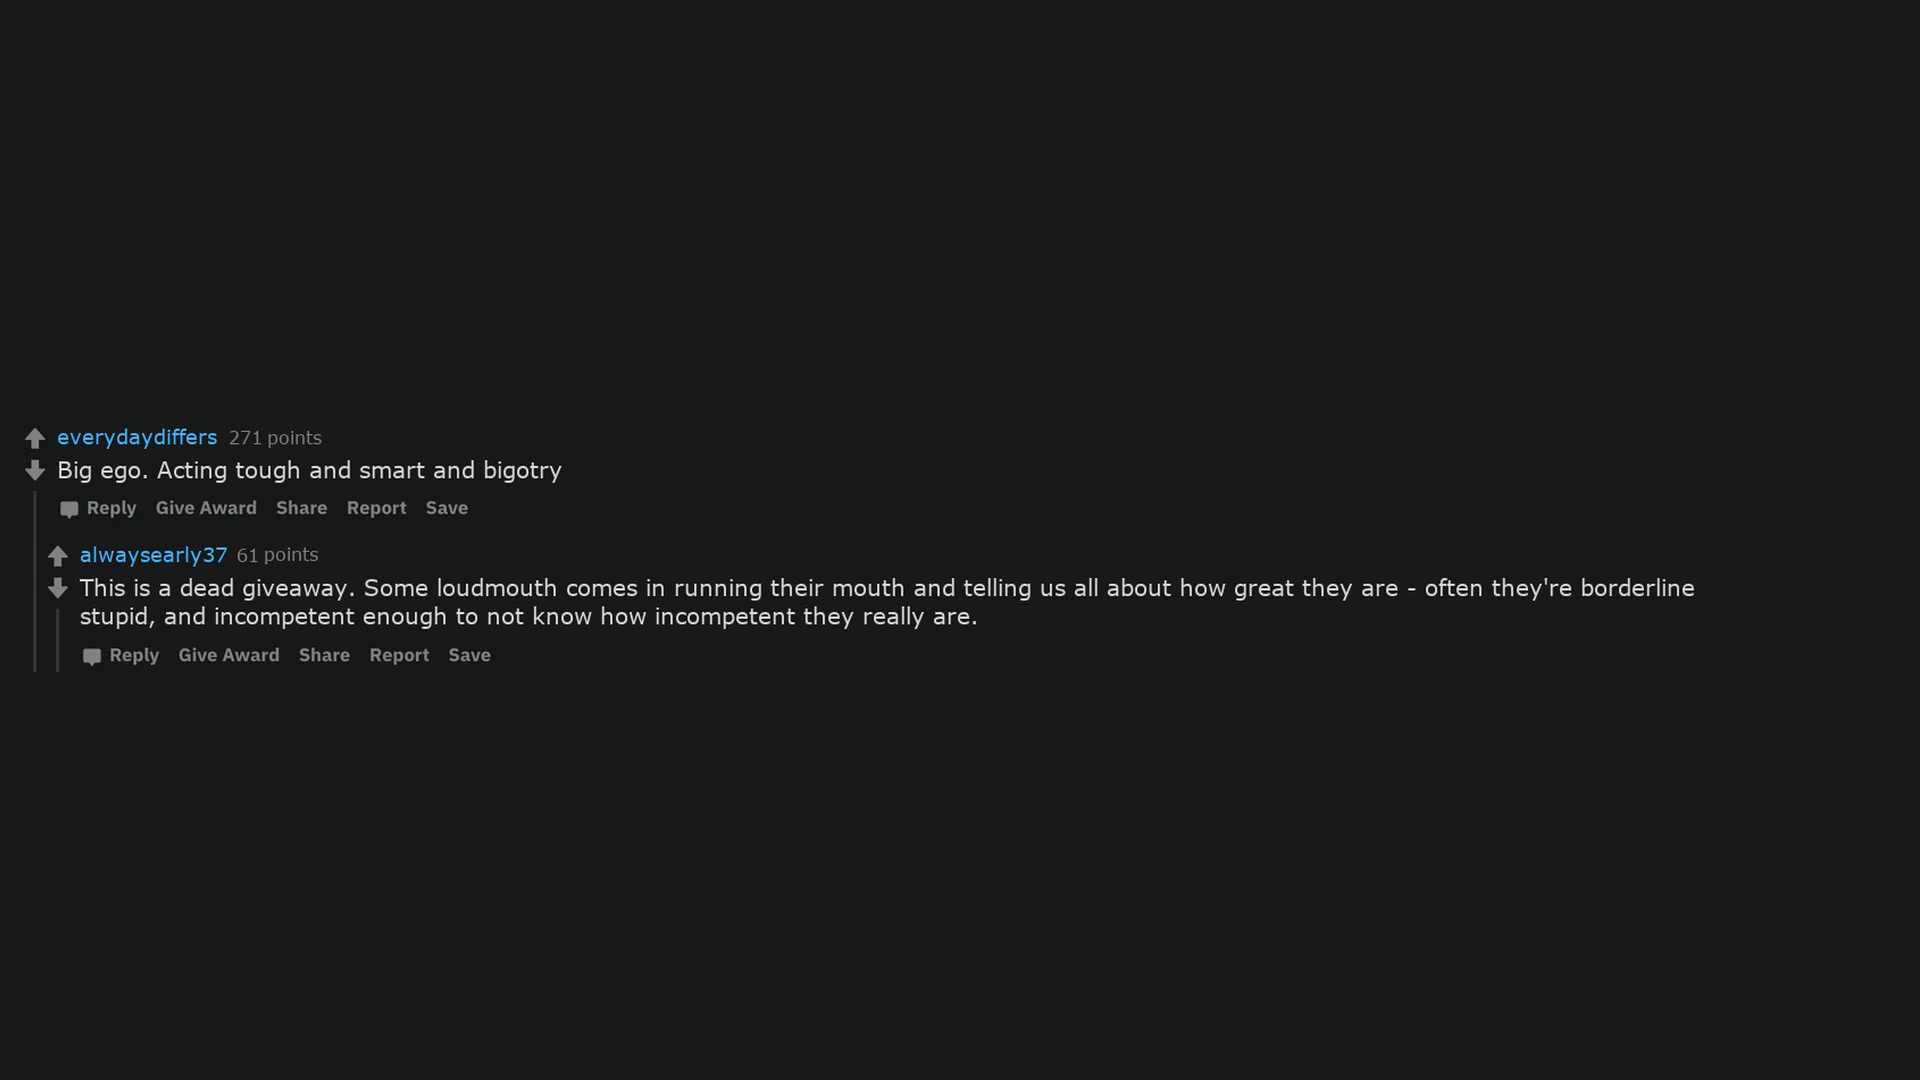 everydaydiffers 271 points
Big ego. Acting tough and smart and bigotry
Reply Give Award Share Report Save
alwaysearly37 61 points
This is a dead giveaway. Some loudmouth comes in running their mouth and telling us all about how great they are - often they're borderline
stupid, and incompetent enough to not know how incompetent they really are.
Reply Give Award Share Report Save